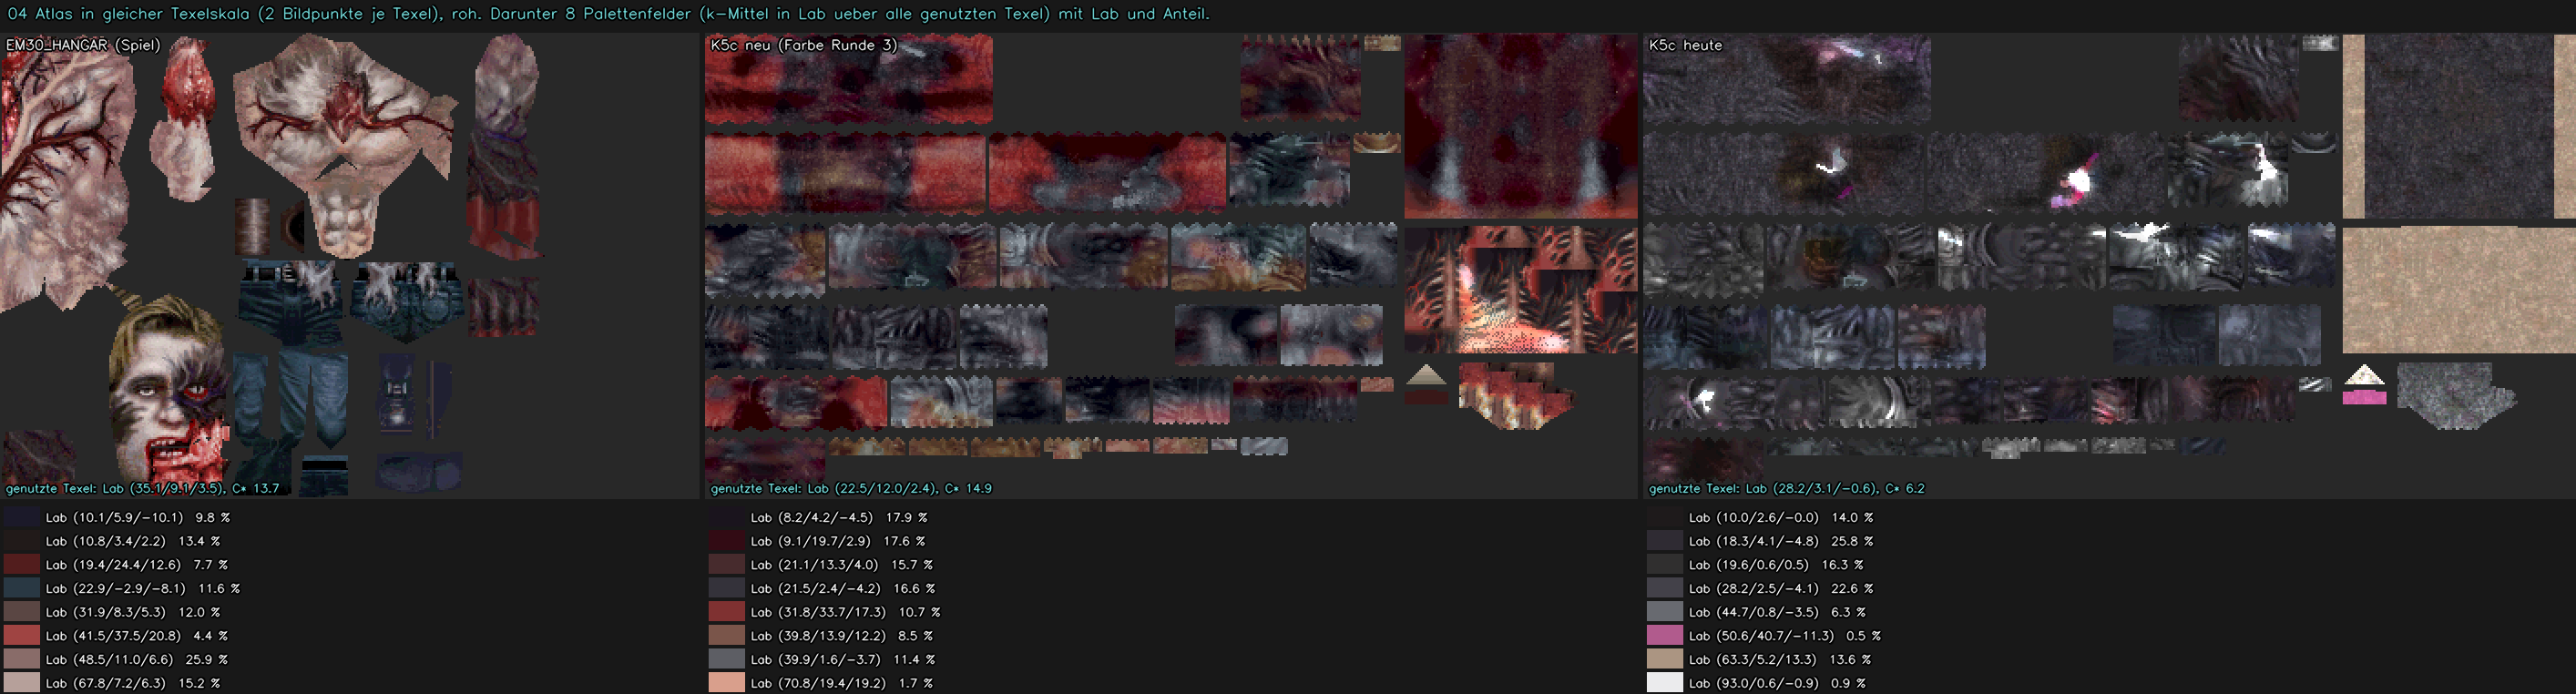 04 Atlas in gleicher Texelskala (2 Bildpunkte je Texel), roh. Darunter 8 Palettenfelder (k-Mittel in Lab ueber alle genutzten Texel) mit Lab und Anteil.
EM30_HANGAR (Spiel)
genutzte Texel: Lab (35.1/9.1/3.5), C* 13.7
Lab (10.1/5.9/-10.1) 9.8 %
Lab (10.8/3.4/2.2) 13.4 %
Lab (19.4/24.4/12.6) 7.7 %
Lab (22.9/-2.9/-8.1) 11.6 %
Lab (31.9/8.3/5.3) 12.0 %
Lab (41.5/37.5/20.8) 4.4 %
Lab (48.5/11.0/6.6) 25.9 %
Lab (67.8/7.2/6.3) 15.2 %
K5c neu (Farbe Runde 3)
genutzte Texel: Lab (22.5/12.0/2.4), C* 14.9
Lab (8.2/4.2/-4.5) 17.9 %
Lab (9.1/19.7/2.9) 17.6 %
Lab (21.1/13.3/4.0) 15.7 %
Lab (21.5/2.4/-4.2) 16.6 %
Lab (31.8/33.7/17.3) 10.7 %
Lab (39.8/13.9/12.2) 8.5 %
Lab (39.9/1.6/-3.7) 11.4 %
Lab (70.8/19.4/19.2) 1.7 %
K5c heute
genutzte Texel: Lab (28.2/3.1/-0.6), C* 6.2
Lab (10.0/2.6/-0.0) 14.0 %
Lab (18.3/4.1/-4.8) 25.8 %
Lab (19.6/0.6/0.5) 16.3 %
Lab (28.2/2.5/-4.1) 22.6 %
Lab (44.7/0.8/-3.5) 6.3 %
Lab (50.6/40.7/-11.3) 0.5 %
Lab (63.3/5.2/13.3) 13.6 %
Lab (93.0/0.6/-0.9) 0.9 %